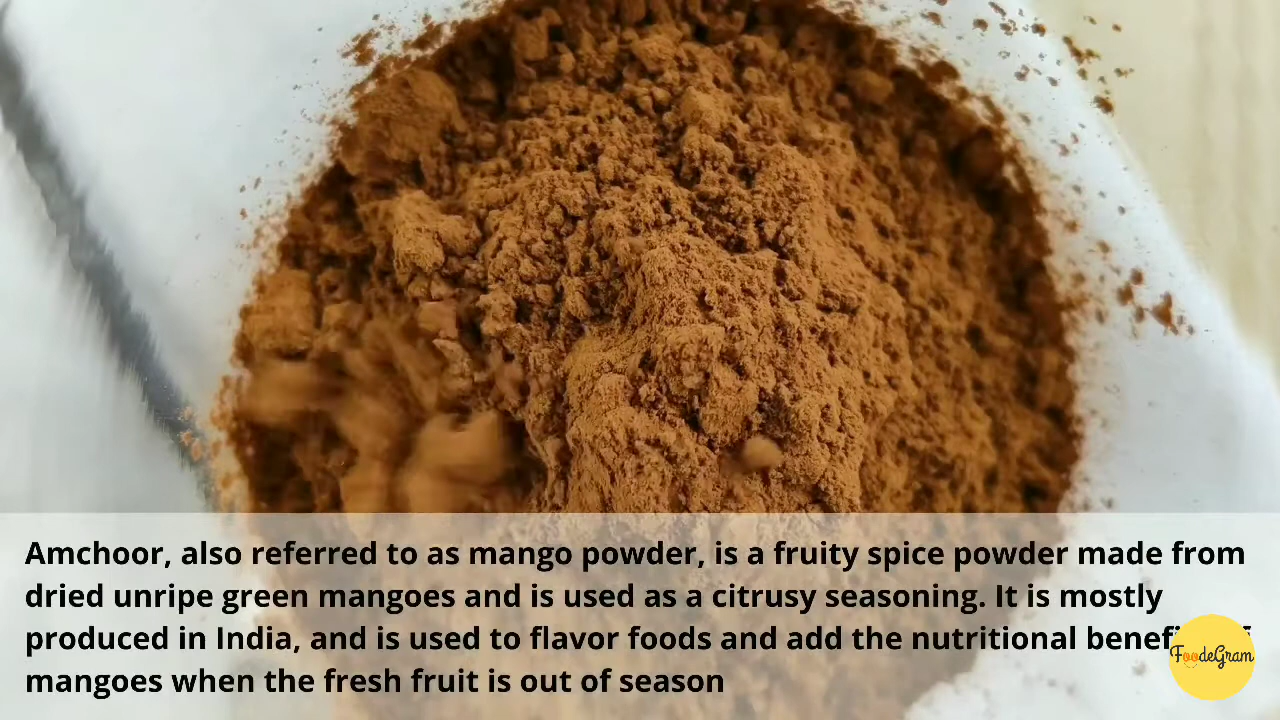 Amchoor, also referred to as mango powder, is a fruity spice powder made from
dried unripe green mangoes and is used as a citrusy seasoning. It is mostly
produced in India, and is used to flavor foods and add the nutritional
mangoes when the fresh fruit is out of season
FoodeGram